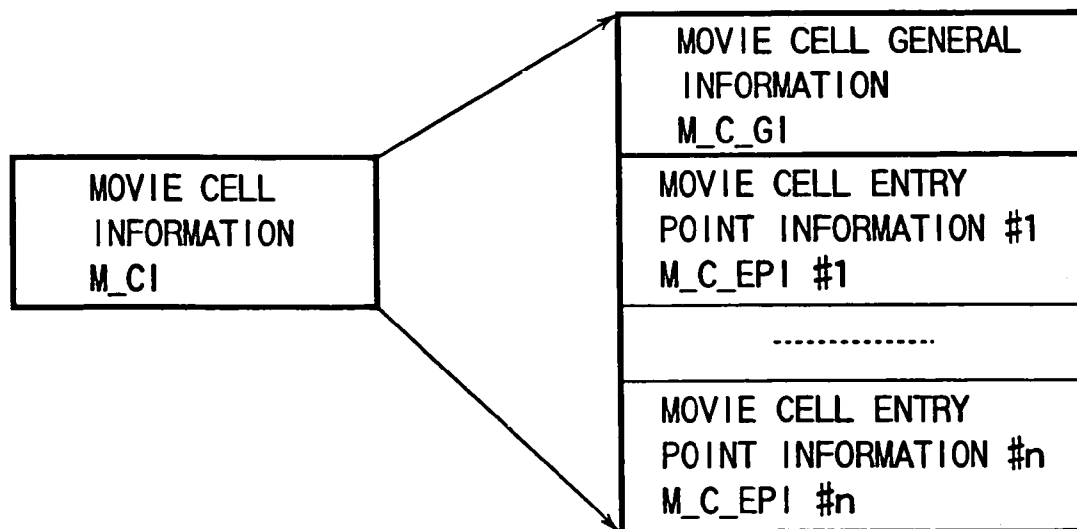 MOVIE CELL
INFORMATION
M_CI
MOVIE CELL GENERAL
INFORMATION
M_C_GI
MOVIE CELL ENTRY
POINT INFORMATION #1
M_C_EPI #1
MOVIE CELL ENTRY
POINT INFORMATION #n
M_C_EPI #n